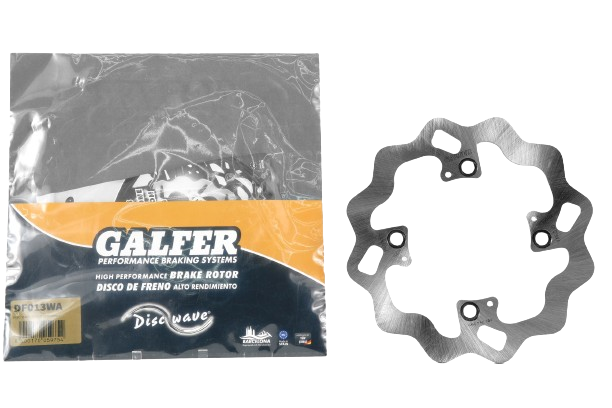 GALFER
PERFORMANCE BRAKING SYSTEMS
HIGH PERFORMANCE BRAKE ROTOR
DISCO DE FRENO ALTO RENDIMIENTO
DF013WA
Disc wave
BARCELONA